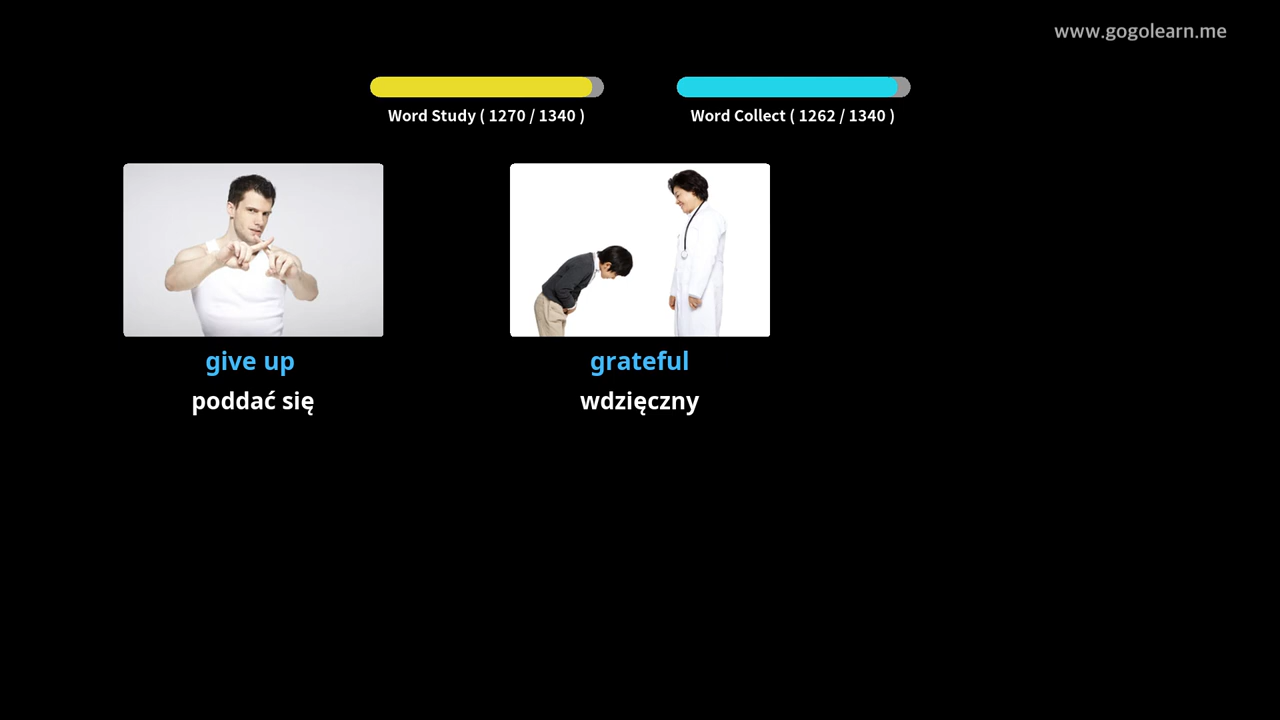 www.gogolearn.me
Word Study ( 1270 / 1340 )
Word Collect ( 1262 / 1340 )
give up
poddać się
grateful
wdzięczny